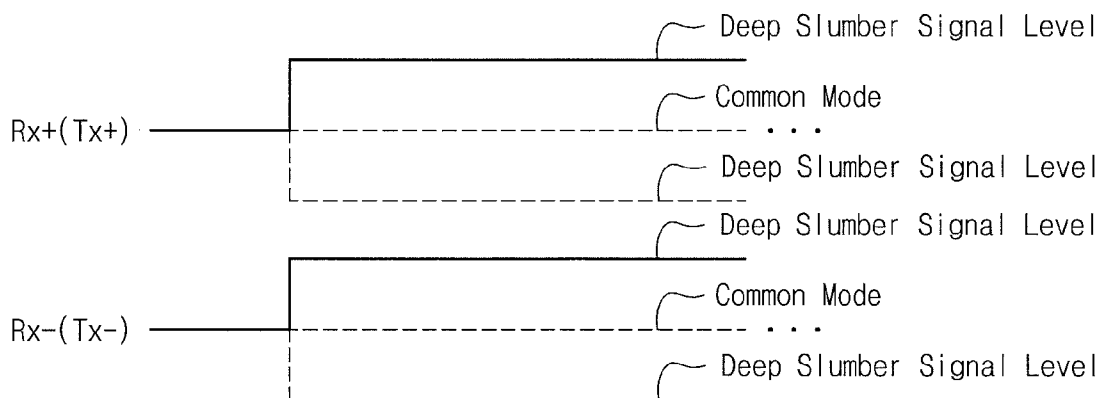 Deep Slumber Signal Level
Common Mode
Rx+(Tx+)
. . .
Deep Slumber Signal Level
Deep Slumber Signal Level
Common Mode
Rx-(Tx-)
. . .
Deep Slumber Signal Level